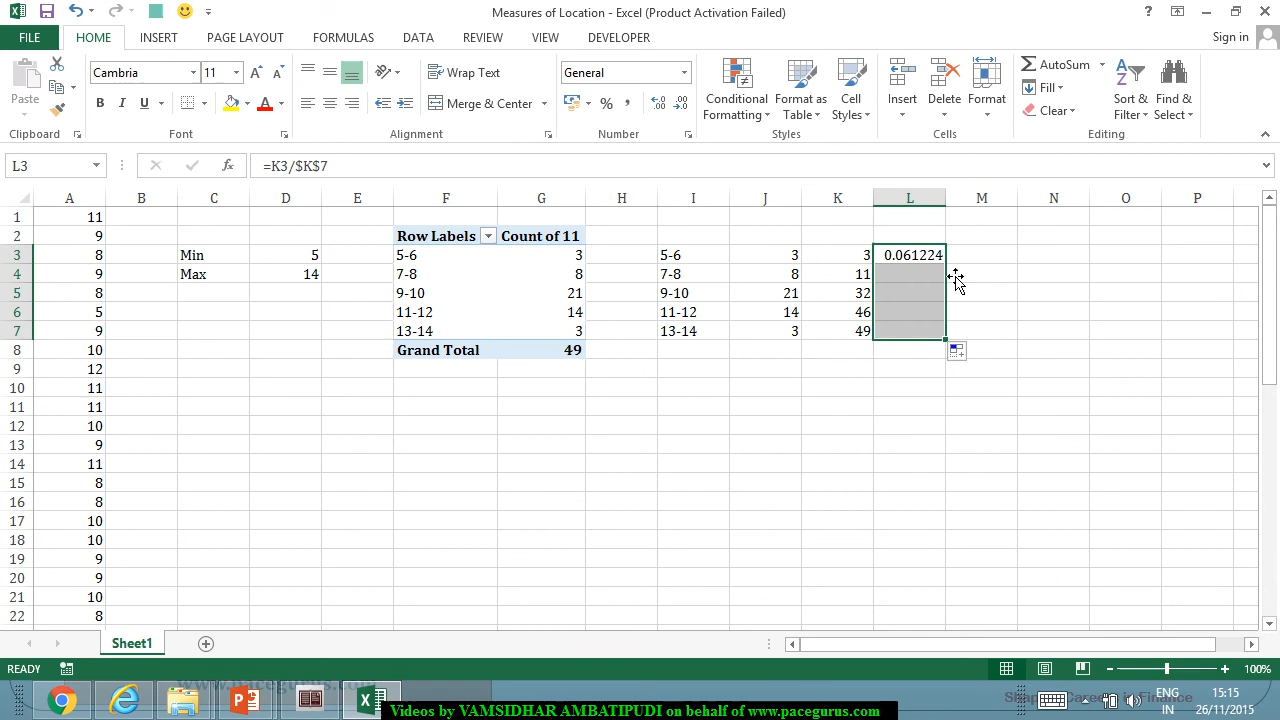 Measures of Location - Excel (Product Activation Failed)
FILE HOME INSERT PAGE LAYOUT FORMULAS DATA REVIEW VIEW DEVELOPER Sign in
Paste Cambria 11 Wrap Text General Conditional Formatting Format as Table Cell Styles Insert Delete Format AutoSum Sort & Filter Find & Select
B I U A Merge & Center % , Fill
Clear
Clipboard Font Alignment Number Styles Cells Editing
L3 fx =K3/$K$7
A B C D E F G H I J K L M N O P
1 11
2 9 Row Labels Count of 11
3 8 Min 5 5-6 3 5-6 3 3 0.061224
4 9 Max 14 7-8 8 7-8 8 11
5 8 9-10 21 9-10 21 32
6 5 11-12 14 11-12 14 46
7 9 13-14 3 13-14 3 49
8 10 Grand Total 49
9 12
10 11
11 11
12 10
13 9
14 11
15 8
16 8
17 10
18 10
19 9
20 9
21 10
22 8
Sheet1
READY 100%
www.pacegurus.com
ENG 15:15
IN 26/11/2015
Videos by VAMSIDHAR AMBATIPUDI on behalf of www.pacegurus.com